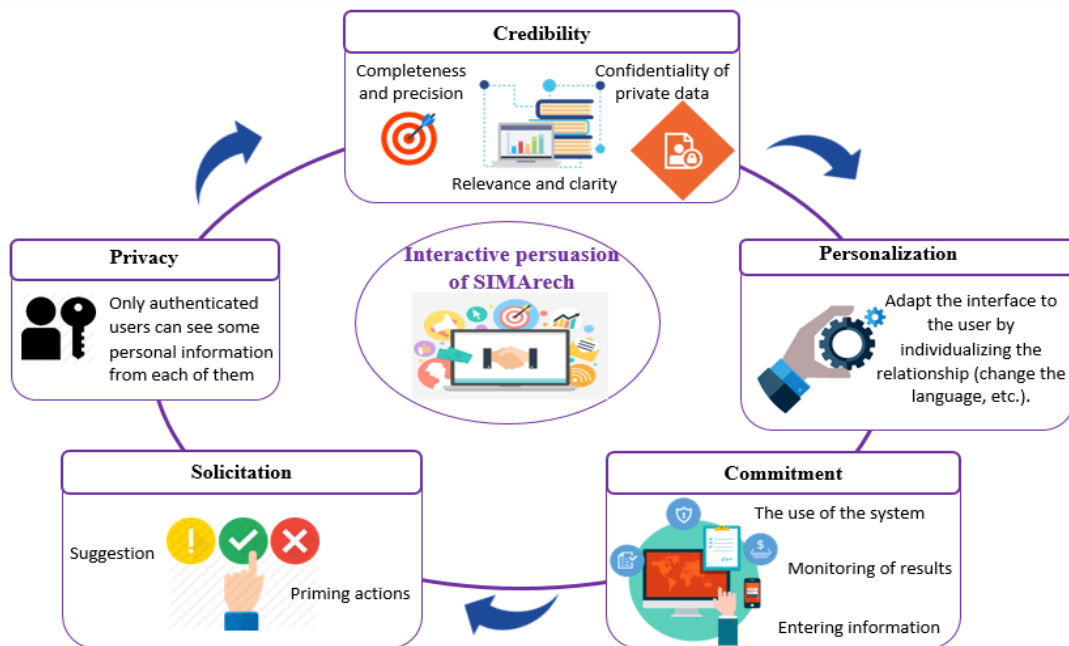 Credibility
Completeness
and precision
Confidentiality of
private data
Relevance and clarity
Privacy
Only authenticated
users can see some
personal information
from each of them
Interactive persuasion
of SIMArech
Personalization
Adapt the interface to
the user by
individualizing the
relationship (change the
language, etc.).
Solicitation
Suggestion
Priming actions
Commitment
The use of the system
Monitoring of results
Entering information